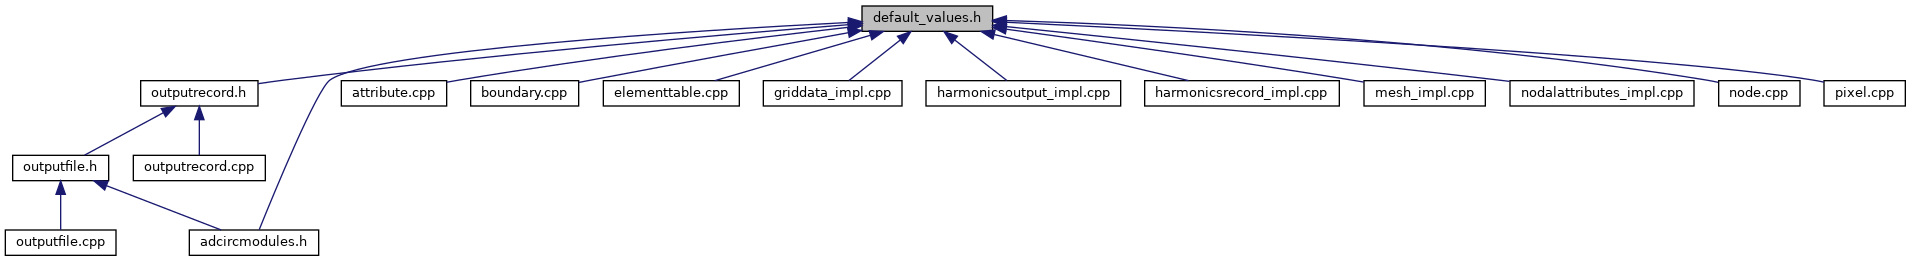 default_values.h
outputrecord.h
attribute.cpp
boundary.cpp
elementtable.cpp
griddata_impl.cpp
harmonicsoutput_impl.cpp
harmonicsrecord_impl.cpp
mesh_impl.cpp
nodalattributes_impl.cpp
node.cpp
pixel.cpp
outputfile.h
outputrecord.cpp
outputfile.cpp
adcircmodules.h